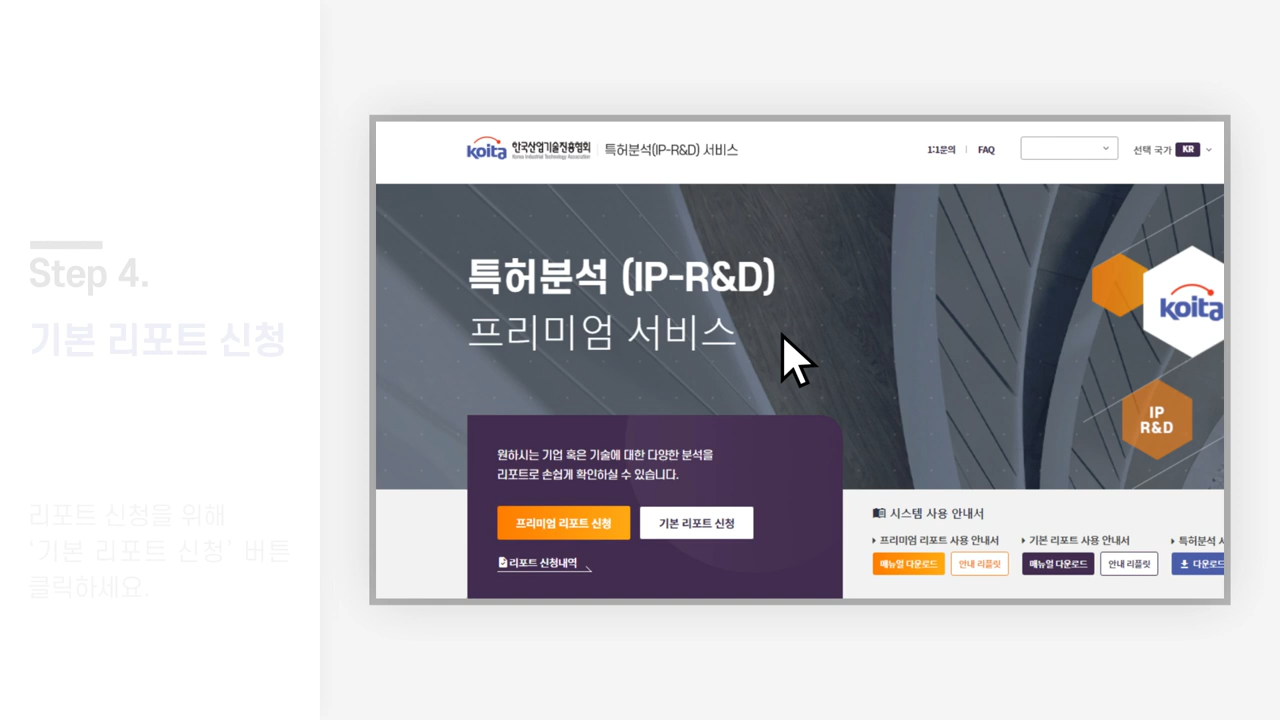 Step 4.
기본 리포트 신청
리포트 신청을 위해
'기본 리포트 신청' 버튼
클릭하세요.
koita 한국산업기술진흥협회 특허분석(IP-R&D) 서비스
Korea Industrial Technology Association
1:1문의 FAQ 선택 국가 KR
특허분석 (IP-R&D)
프리미엄 서비스
koita
IP
R&D
원하시는 기업 혹은 기술에 대한 다양한 분석을
리포트로 손쉽게 확인하실 수 있습니다.
프리미엄 리포트 신청 기본 리포트 신청
리포트 신청내역
시스템 사용 안내서
프리미엄 리포트 사용 안내서 기본 리포트 사용 안내서 특허분석
매뉴얼 다운로드 안내 리플릿 매뉴얼 다운로드 안내 리플릿 다운로드